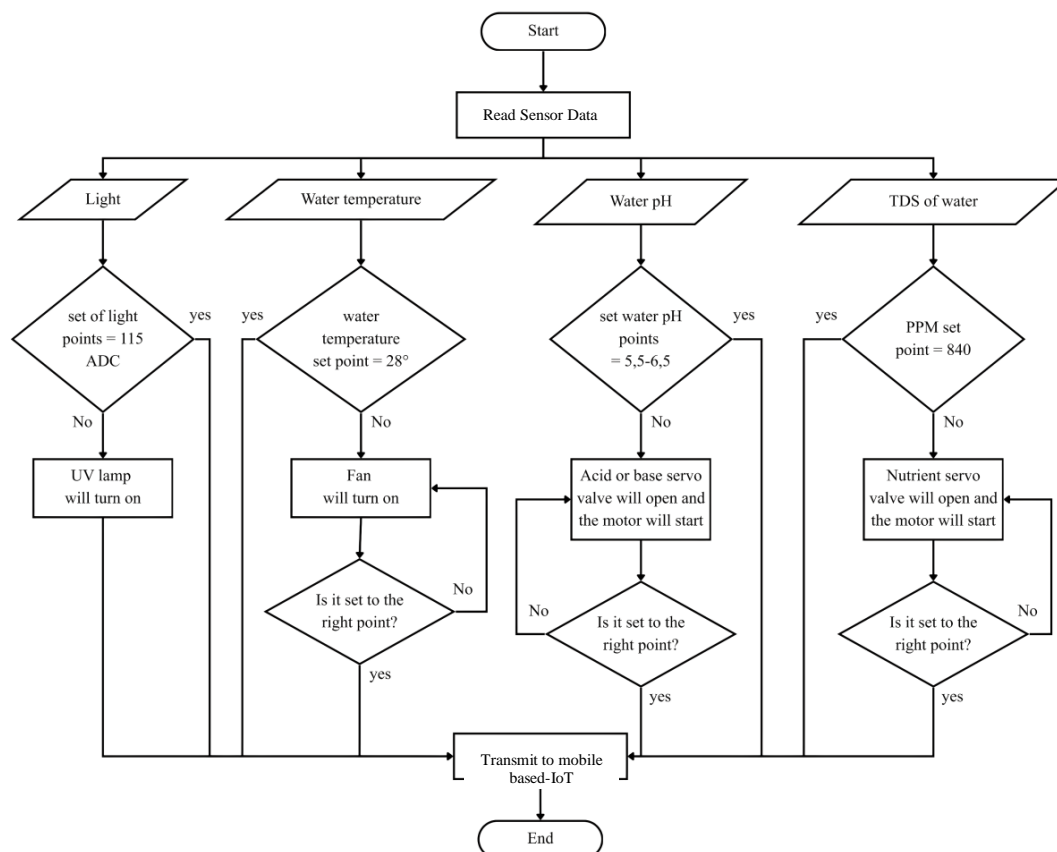 Start
Read Sensor Data
Light
Water temperature
Water pH
TDS of water
set of light
points = 115
ADC
yes
No
UV lamp
will turn on
yes
water
temperature
set point = 28°
No
Fan
will turn on
Is it set to the
right point?
No
yes
set water pH
points
= 5,5-6,5
yes
No
Acid or base servo
valve will open and
the motor will start
No
Is it set to the
right point?
yes
yes
PPM set
point = 840
No
Nutrient servo
valve will open and
the motor will start
Is it set to the
right point?
No
yes
Transmit to mobile
based-IoT
End